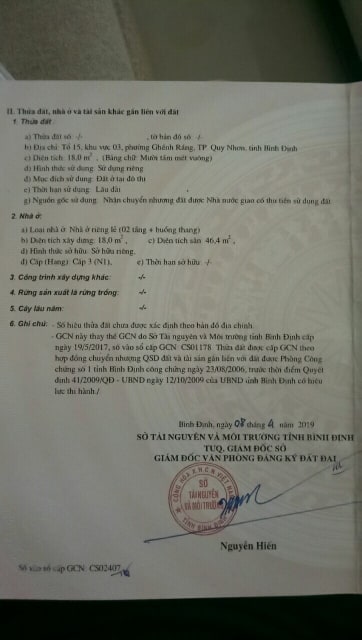 II. Thửa đất, nhà ở và tài sản khác gắn liền với đất
1. Thửa đất:
a) Thửa đất số: -/- , tờ bản đồ số: -/-
b) Địa chỉ: Tổ 15, khu vực 03, phường Ghềnh Ráng, TP. Quy Nhơn, tỉnh Bình Định
c) Diện tích: 18,0 m², (Bằng chữ: Mười tám mét vuông)
d) Hình thức sử dụng: Sử dụng riêng
đ) Mục đích sử dụng: Đất ở tại đô thị
e) Thời hạn sử dụng: Lâu dài
g) Nguồn gốc sử dụng: Nhận chuyển nhượng đất được Nhà nước giao có thu tiền sử dụng đất
2. Nhà ở:
a) Loại nhà ở: Nhà ở riêng lẻ (02 tầng + buồng thang)
b) Diện tích xây dựng: 18,0 m², c) Diện tích sàn: 46,4 m²,
d) Hình thức sở hữu: Sở hữu riêng.
đ) Cấp (Hạng): Cấp 3 (N1), e) Thời hạn sở hữu: -/-
3. Công trình xây dựng khác: -/-
4. Rừng sản xuất là rừng trồng: -/-
5. Cây lâu năm: -/-
6. Ghi chú: - Số hiệu thửa đất chưa được xác định theo bản đồ địa chính.
- GCN này thay thế GCN do Sở Tài nguyên và Môi trường tỉnh Bình Định cấp
ngày 19/5/2017, số vào sổ cấp GCN: CS01178. Thửa đất được cấp GCN theo
hợp đồng chuyển nhượng QSD đất và tài sản gắn liền với đất được Phòng Công
chứng số 1 tỉnh Bình Định công chứng ngày 23/08/2006, trước thời điểm Quyết
định 41/2009/QĐ - UBND ngày 12/10/2009 của UBND tỉnh Bình Định có hiệu
lực thi hành./
Bình Định, ngày 08 tháng 4 năm 2019
SỞ TÀI NGUYÊN VÀ MÔI TRƯỜNG TỈNH BÌNH ĐỊNH
TUQ. GIÁM ĐỐC SỞ
GIÁM ĐỐC VĂN PHÒNG ĐĂNG KÝ ĐẤT ĐAI
CỘNG HÒA X.H.C.N VIỆT NAM
SỞ
TÀI NGUYÊN
VÀ MÔI TRƯỜNG
TỈNH BÌNH ĐỊNH
Nguyễn Hiến
Số vào sổ cấp GCN: CS02407